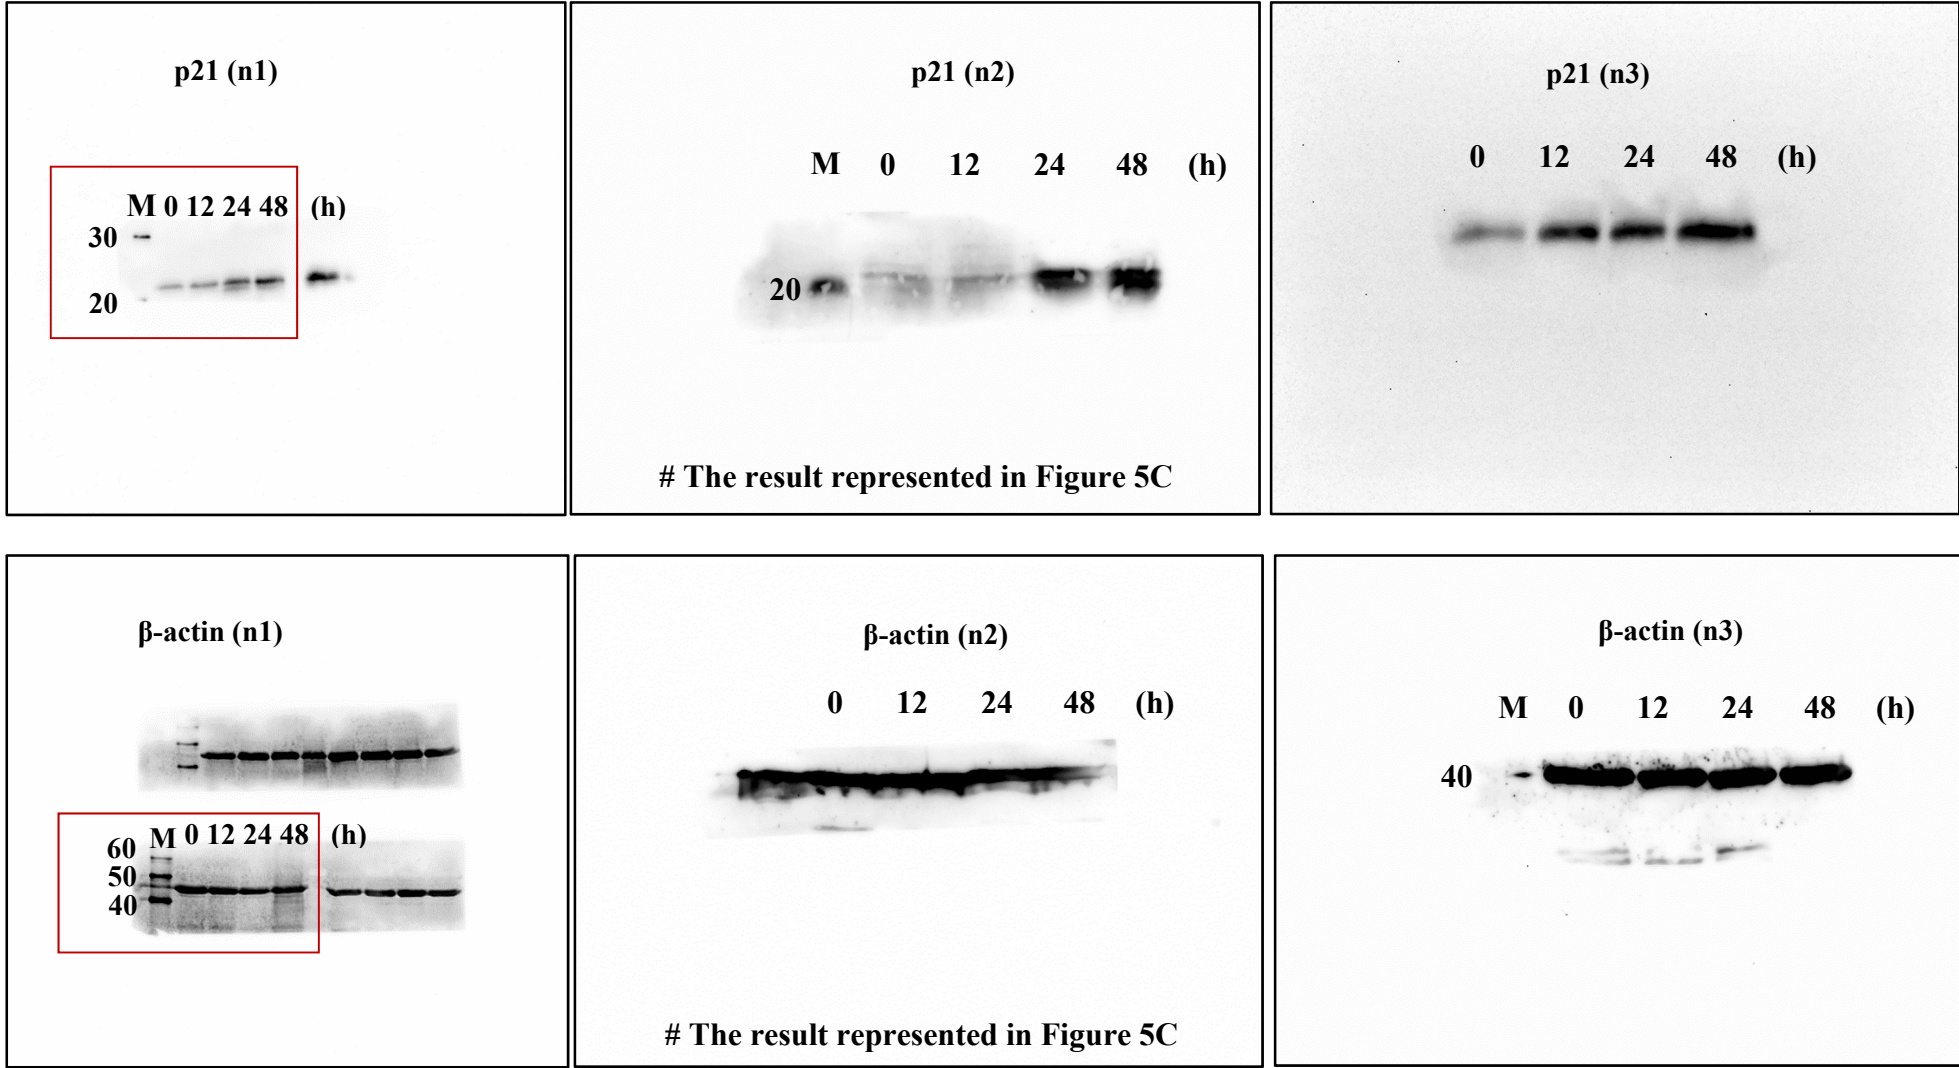 p21 (n1)
M 0 12 24 48 (h)
30
20
p21 (n2)
M 0 12 24 48 (h)
20
# The result represented in Figure 5C
p21 (n3)
0 12 24 48 (h)
β-actin (n1)
M 0 12 24 48 (h)
60
50
40
β-actin (n2)
0 12 24 48 (h)
# The result represented in Figure 5C
β-actin (n3)
M 0 12 24 48 (h)
40